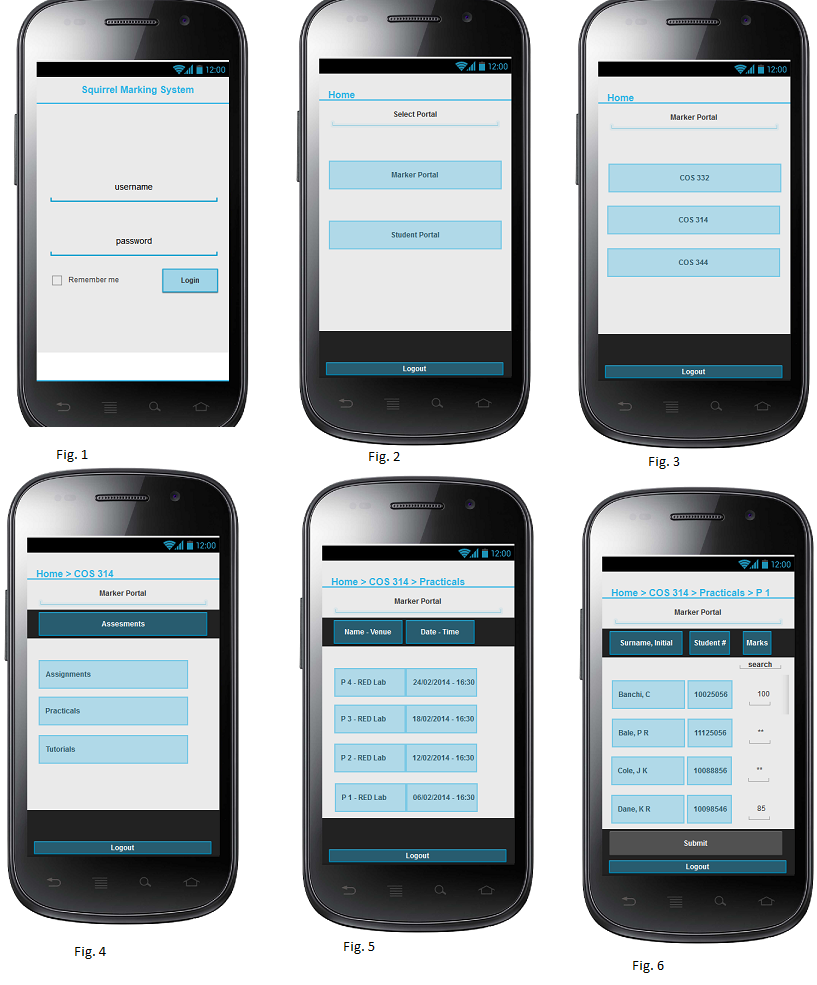 12:00
Squirrel Marking System
username
password
Remember me Login
Fig. 1
12:00
Home
Select Portal
Marker Portal
Student Portal
Logout
Fig. 2
12:00
Home
Marker Portal
COS 332
COS 314
COS 344
Logout
Fig. 3
12:00
Home > COS 314
Marker Portal
Assesments
Assignments
Practicals
Tutorials
Logout
Fig. 4
12:00
Home > COS 314 > Practicals
Marker Portal
Name - Venue Date - Time
P 4 - RED Lab 24/02/2014 - 16:30
P 3 - RED Lab 18/02/2014 - 16:30
P 2 - RED Lab 12/02/2014 - 16:30
P 1 - RED Lab 06/02/2014 - 16:30
Logout
Fig. 5
12:00
Home > COS 314 > Practicals > P 1
Marker Portal
Surname, Initial Student # Marks
search
Banchi, C 10025056 100
Bale, P R 11125056 **
Cole, J K 10088856 **
Dane, K R 10098546 85
Submit
Logout
Fig. 6